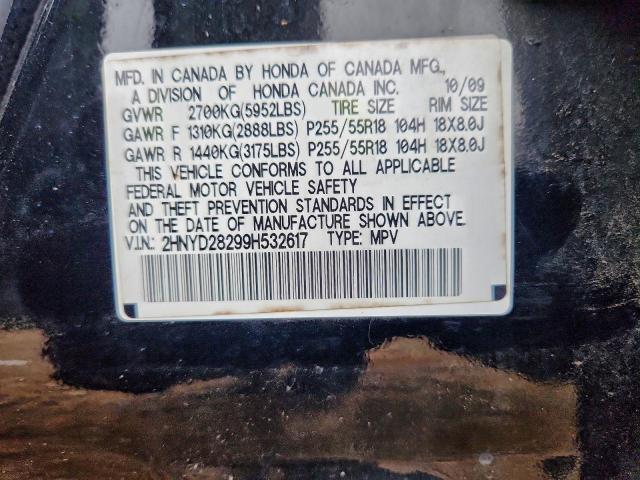 MFD. IN CANADA BY HONDA OF CANADA MFG.,
A DIVISION OF HONDA CANADA INC. 10/09
GVWR 2700KG(5952LBS) TIRE SIZE RIM SIZE
GAWR F 1310KG(2888LBS) P255/55R18 104H 18X8.0J
GAWR R 1440KG(3175LBS) P255/55R18 104H 18X8.0J
THIS VEHICLE CONFORMS TO ALL APPLICABLE
FEDERAL MOTOR VEHICLE SAFETY
AND THEFT PREVENTION STANDARDS IN EFFECT
ON THE DATE OF MANUFACTURE SHOWN ABOVE.
V.I.N.: 2HNYD28299H532617 TYPE: MPV